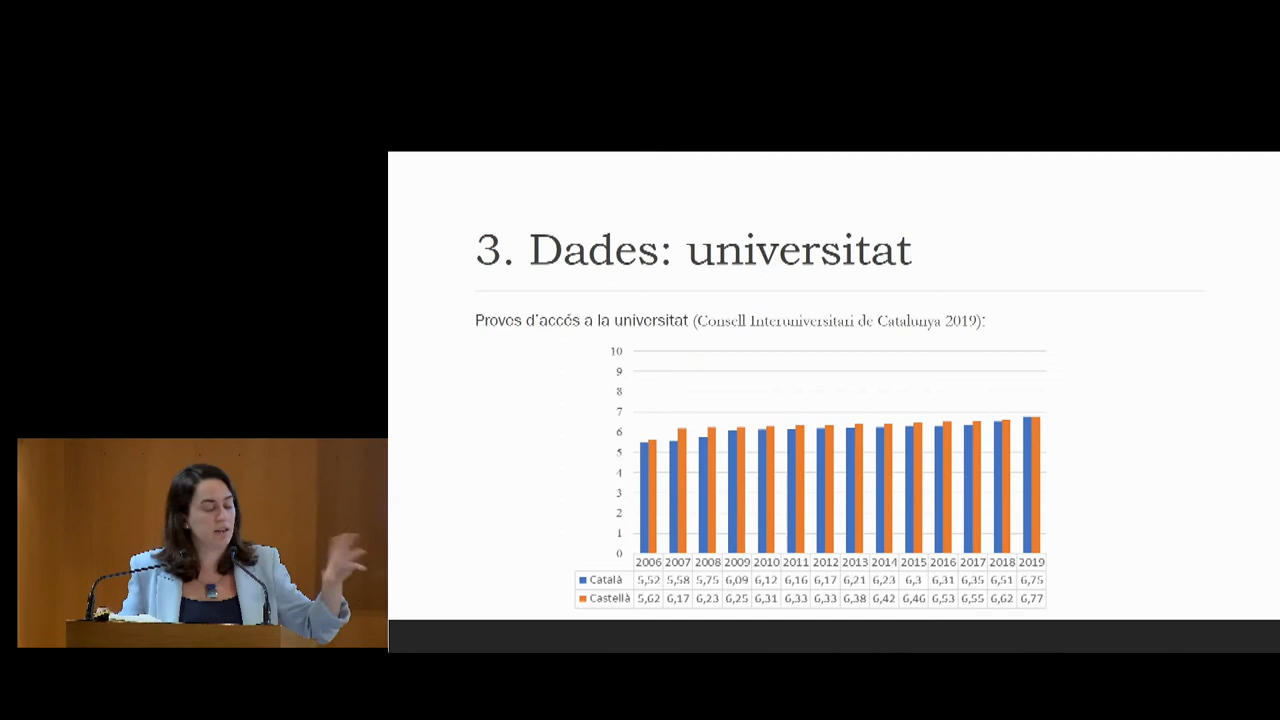 3. Dades: universitat
Proves d'accés a la universitat (Consell Interuniversitari de Catalunya 2019):
10
9
8
7
6
5
4
3
2
1
0
2006 2007 2008 2009 2010 2011 2012 2013 2014 2015 2016 2017 2018 2019
Català 5,52 5,58 5,75 6,09 6,12 6,16 6,17 6,21 6,23 6,3 6,31 6,35 6,51 6,75
Castellà 5,62 6,17 6,23 6,25 6,31 6,33 6,33 6,38 6,42 6,46 6,53 6,55 6,62 6,77